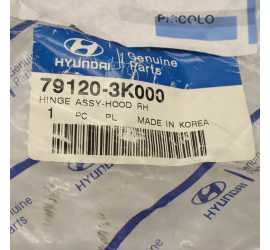 PICCOLO
HYUNDAI Genuine Parts
79120-3K000
HINGE ASSY-HOOD RH
1 PC PL MADE IN KOREA